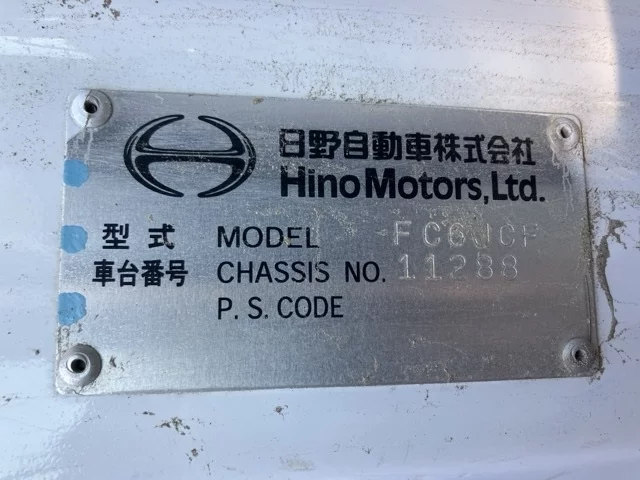 日野自動車株式会社
Hino Motors, Ltd.
型式 MODEL FC6JCF
車台番号 CHASSIS NO. 11288
P. S. CODE